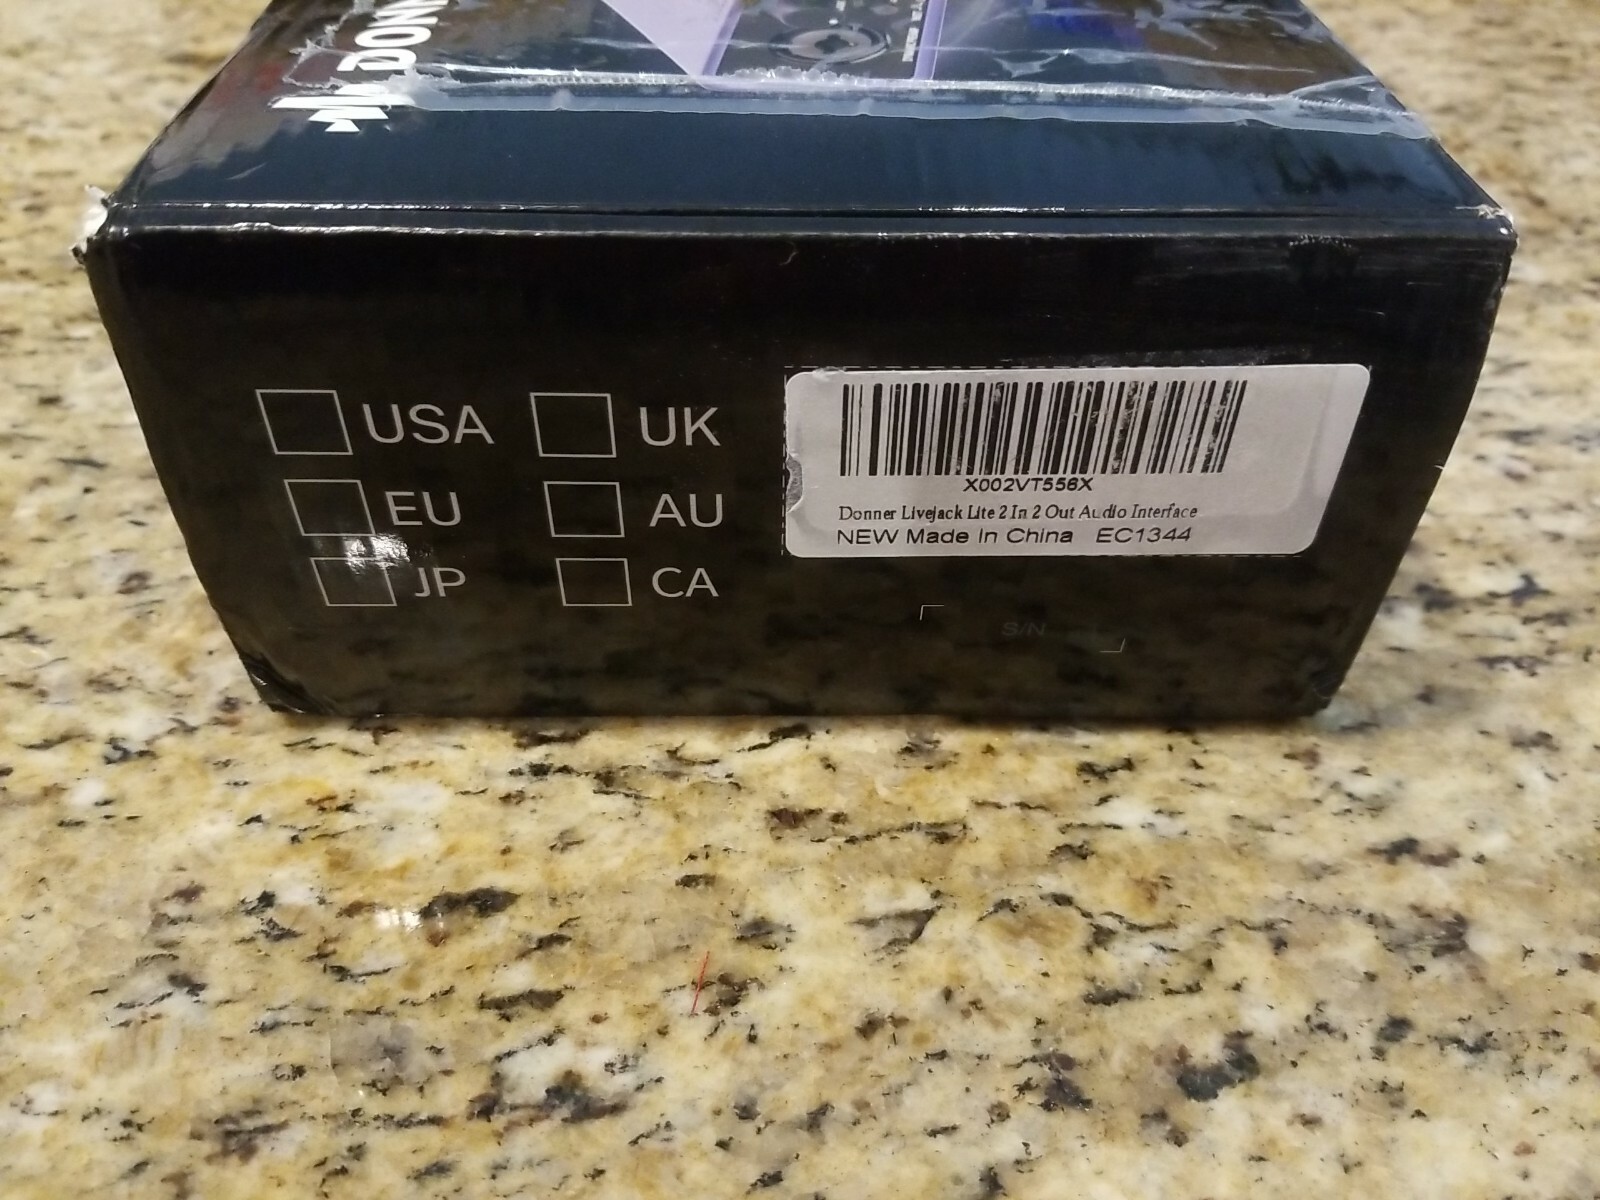 DONN
USA UK
EU AU
JP CA
X002VT556X
Donner Livejack Lite 2 In 2 Out Audio Interface
NEW Made In China EC1344
S/N